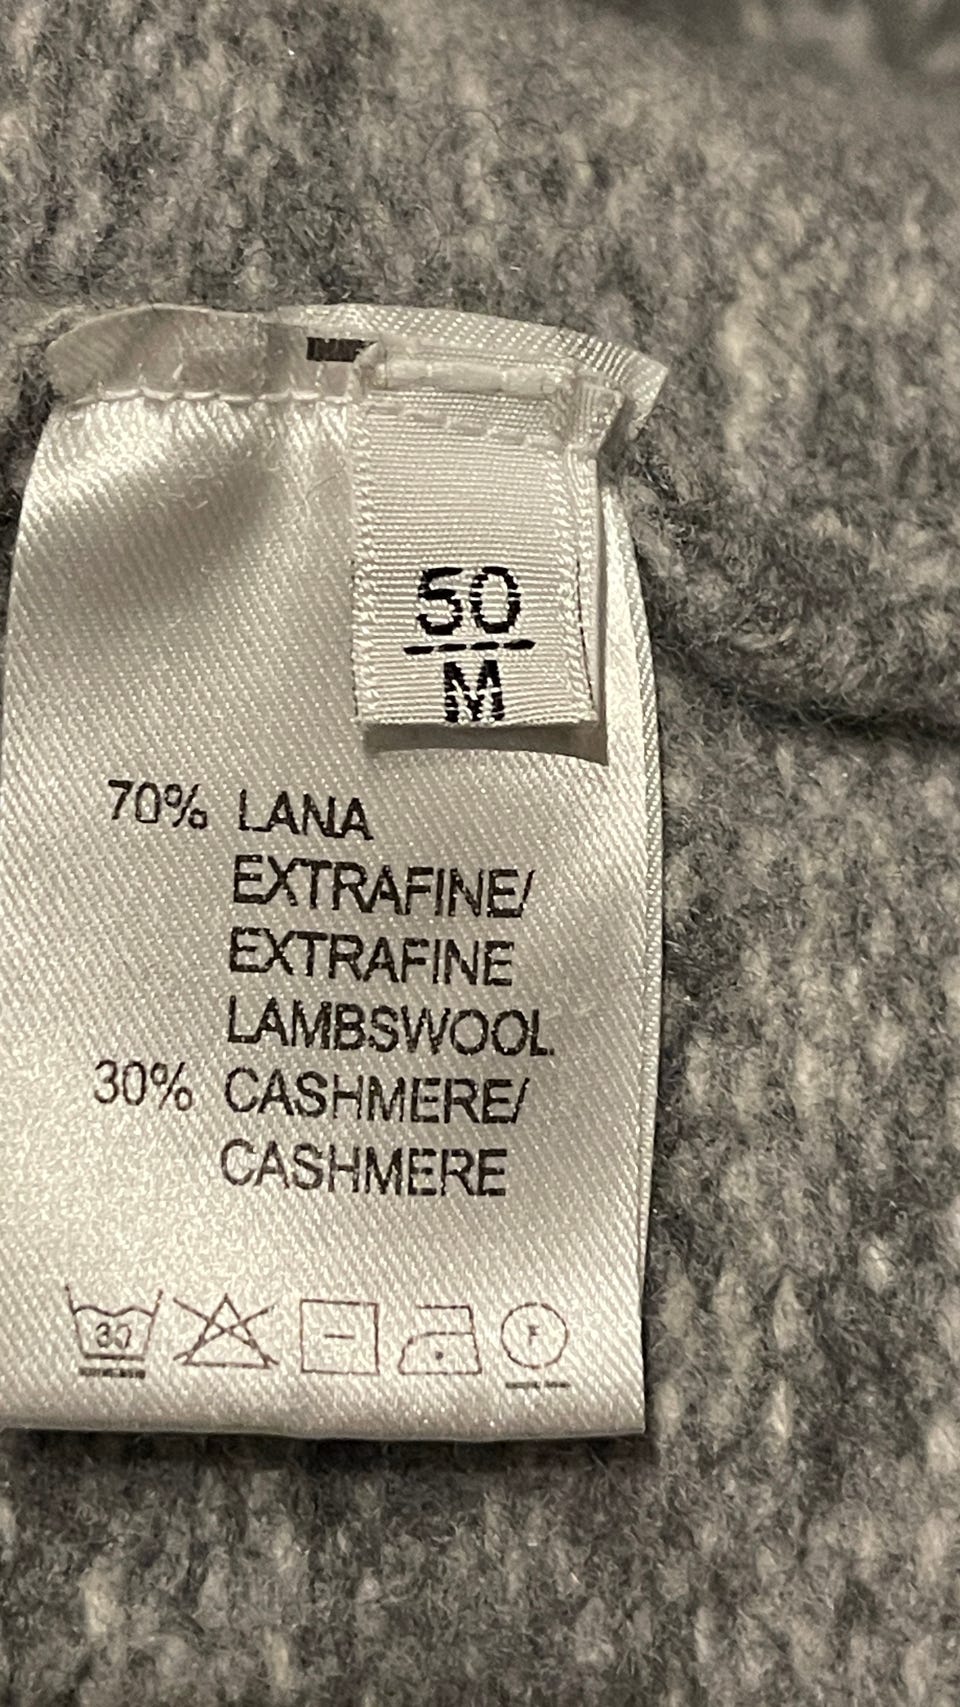 50
M
70% LANA
EXTRAFINE/
EXTRAFINE
LAMBSWOOL
30% CASHMERE/
CASHMERE
30
F